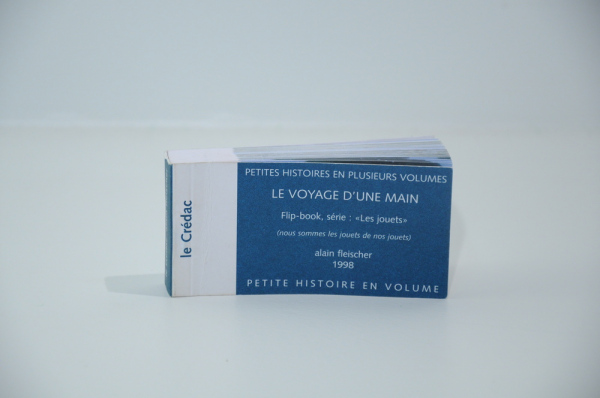 le Crédac
PETITES HISTOIRES EN PLUSIEURS VOLUMES
LE VOYAGE D'UNE MAIN
Flip-book, série : «Les jouets»
(nous sommes les jouets de nos jouets)
alain fleischer
1998
PETITE HISTOIRE EN VOLUME